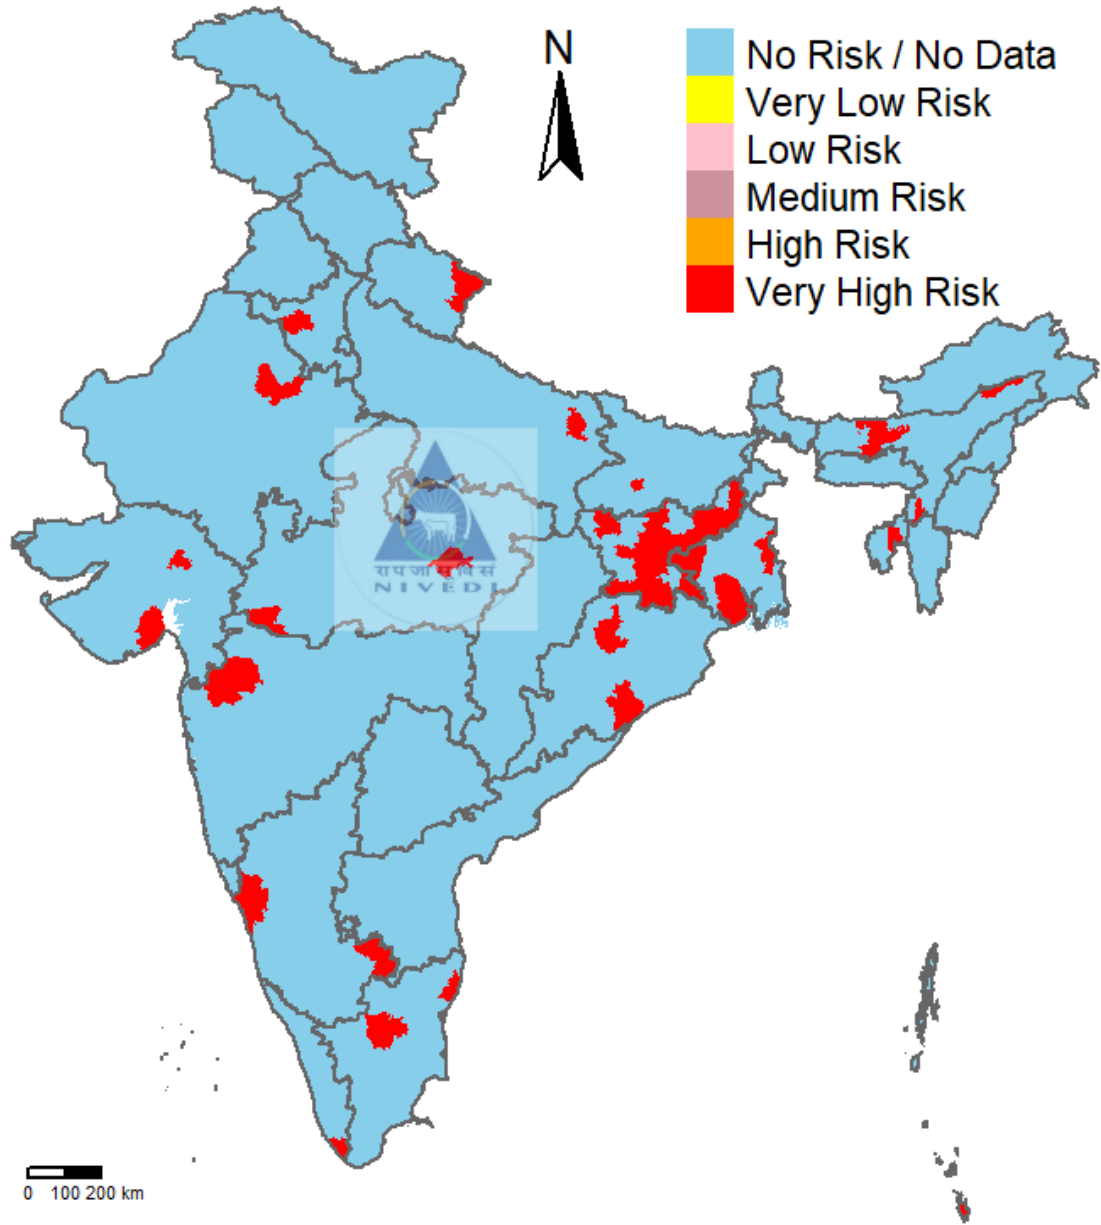 N
No Risk / No Data
Very Low Risk
Low Risk
Medium Risk
High Risk
Very High Risk
रा प जा सू वि सं
N I V E D I
0 100 200 km